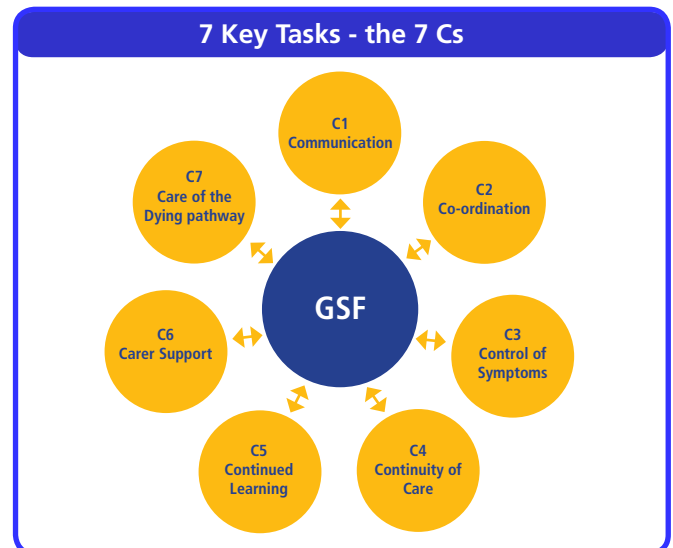 7 Key Tasks - the 7 Cs
C1
Communication
C2
Co-ordination
C3
Control of
Symptoms
C4
Continuity of
Care
C5
Continued
Learning
C6
Carer Support
C7
Care of the
Dying pathway
GSF